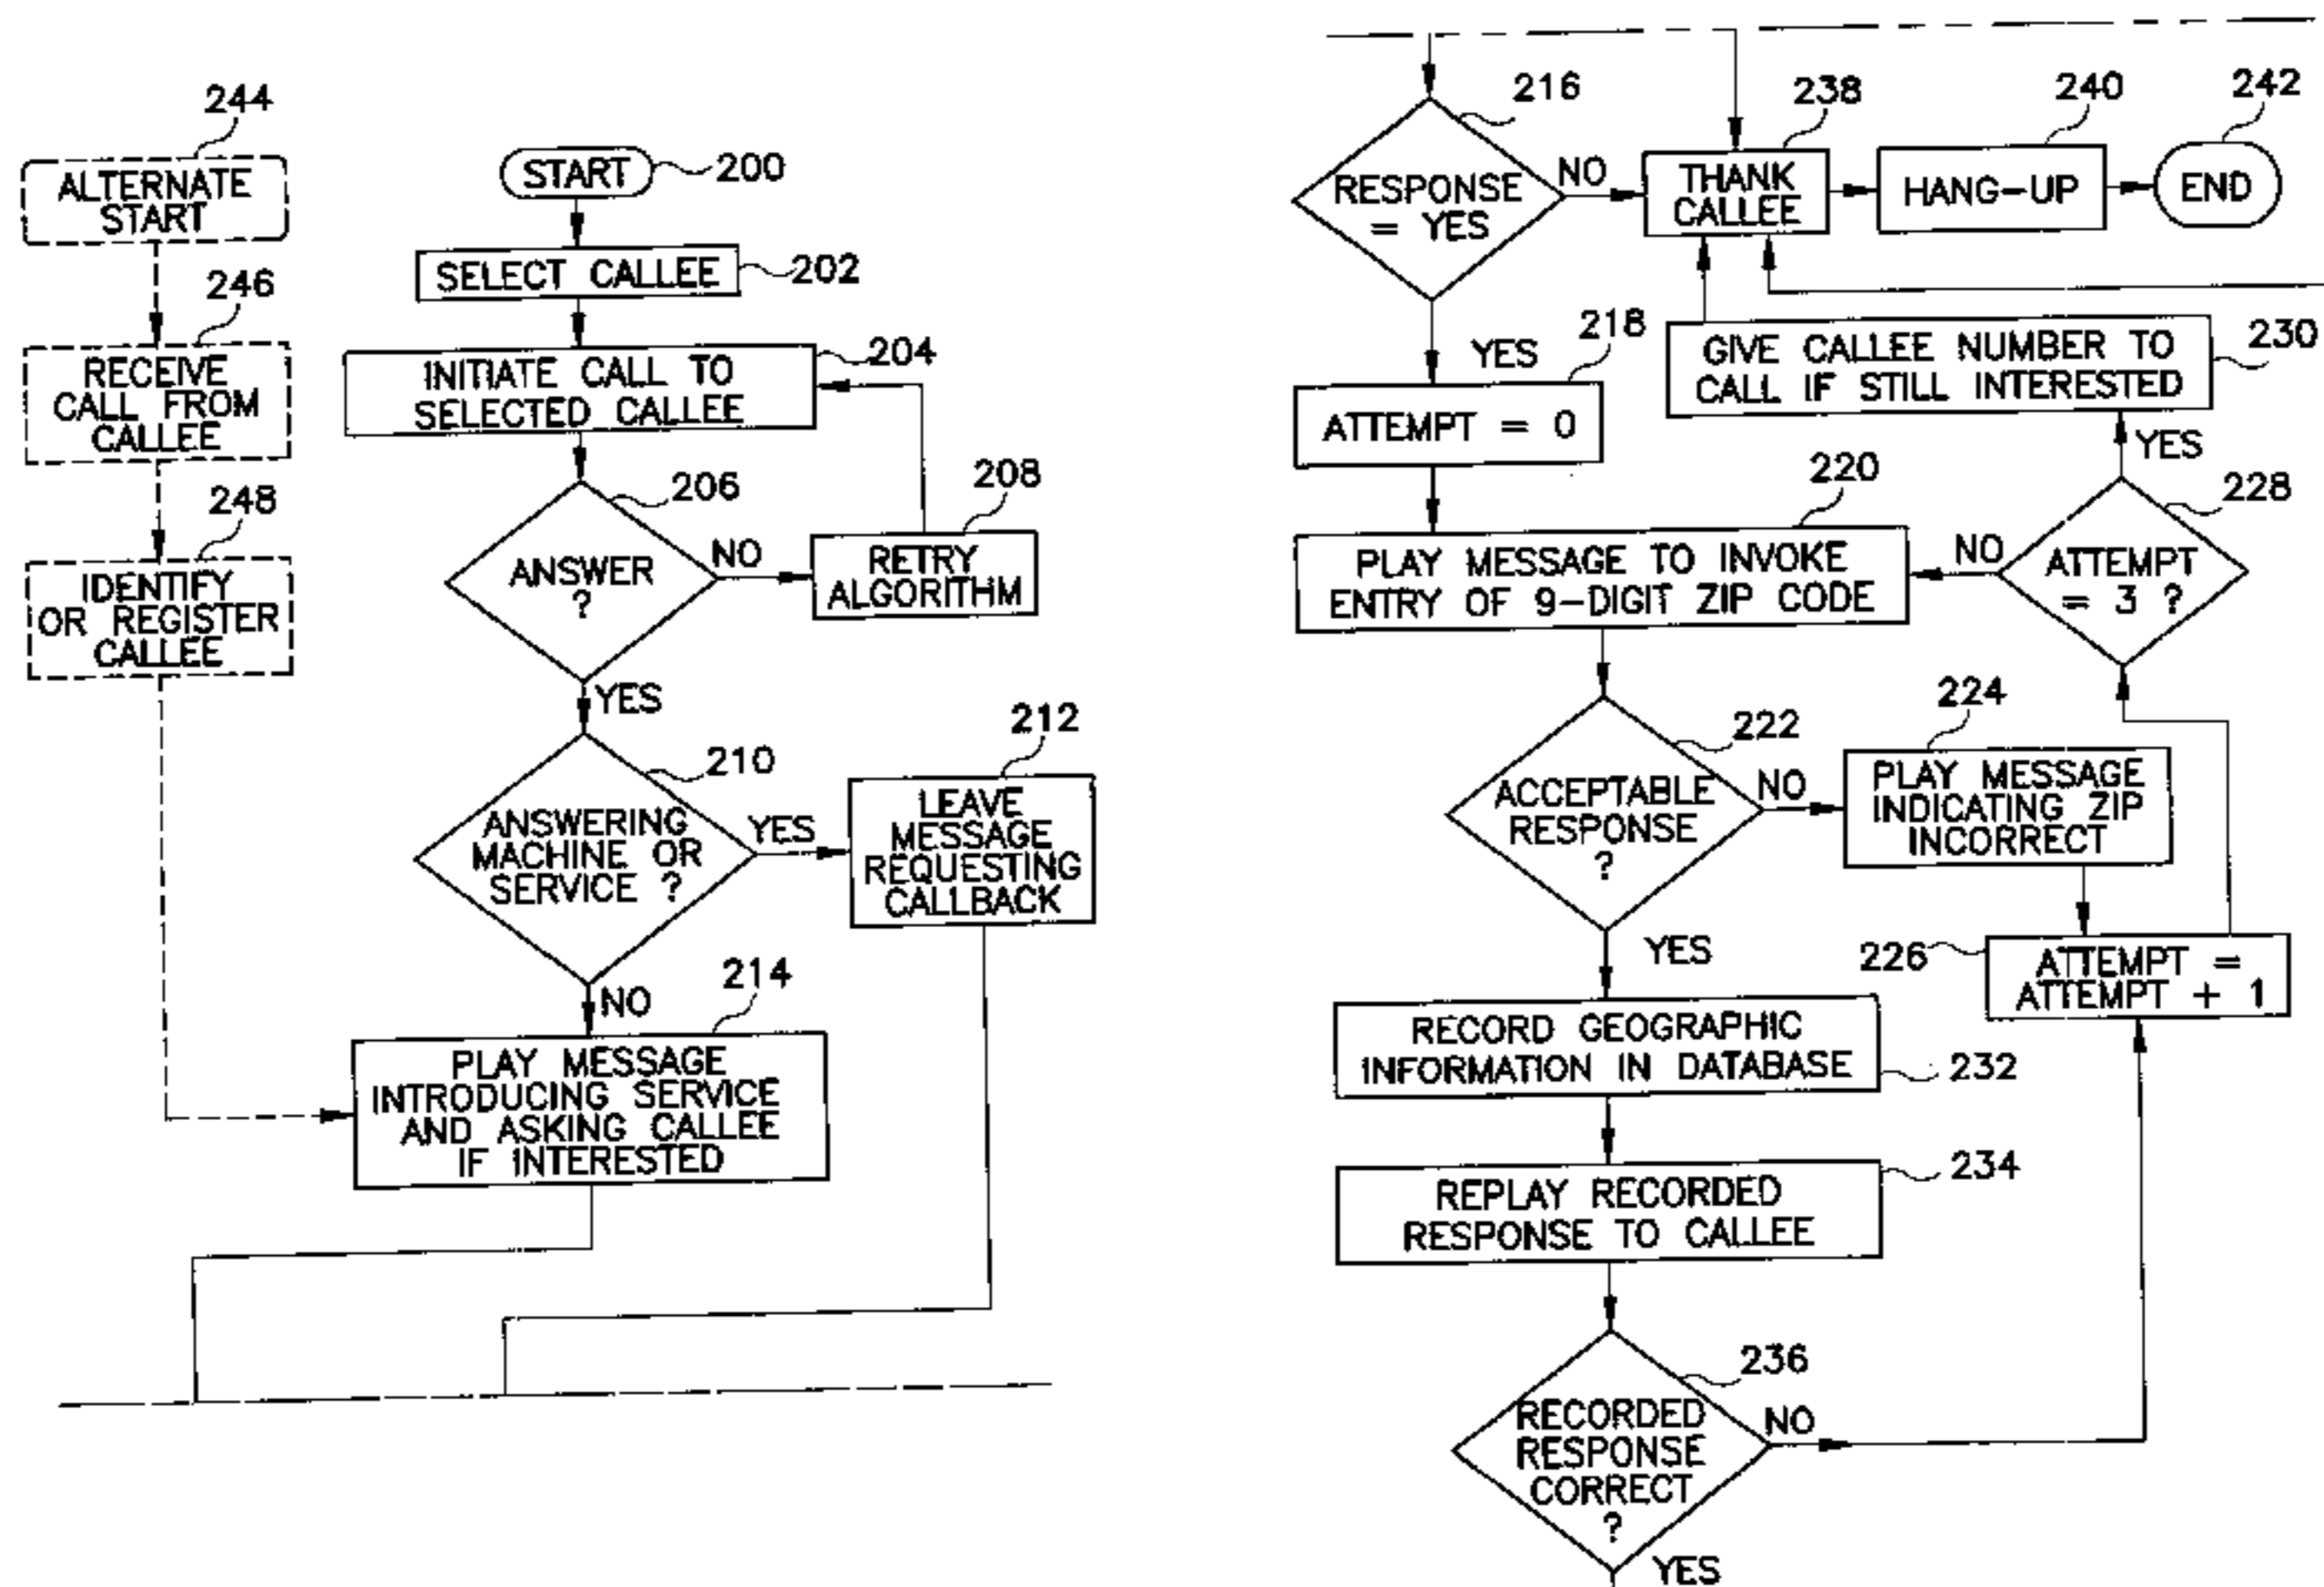 244
ALTERNATE
START
246
RECEIVE
CALL FROM
CALLEE
248
IDENTIFY
OR REGISTER
CALLEE
START
200
SELECT CALLEE
202
204
INITIATE CALL TO
SELECTED CALLEE
206
ANSWER
?
NO
208
RETRY
ALGORITHM
YES
210
ANSWERING
MACHINE OR
SERVICE ?
YES
212
LEAVE
MESSAGE
REQUESTING
CALLBACK
NO
214
PLAY MESSAGE
INTRODUCING SERVICE
AND ASKING CALLEE
IF INTERESTED
216
RESPONSE
= YES
NO
238
THANK
CALLEE
240
HANG-UP
242
END
YES
218
ATTEMPT = 0
GIVE CALLEE NUMBER TO
CALL IF STILL INTERESTED
230
YES
220
PLAY MESSAGE TO INVOKE
ENTRY OF 9-DIGIT ZIP CODE
NO
228
ATTEMPT
= 3 ?
222
ACCEPTABLE
RESPONSE
?
NO
224
PLAY MESSAGE
INDICATING ZIP
INCORRECT
226
ATTEMPT =
ATTEMPT + 1
YES
RECORD GEOGRAPHIC
INFORMATION IN DATABASE
232
234
REPLAY RECORDED
RESPONSE TO CALLEE
236
RECORDED
RESPONSE
CORRECT
?
NO
YES